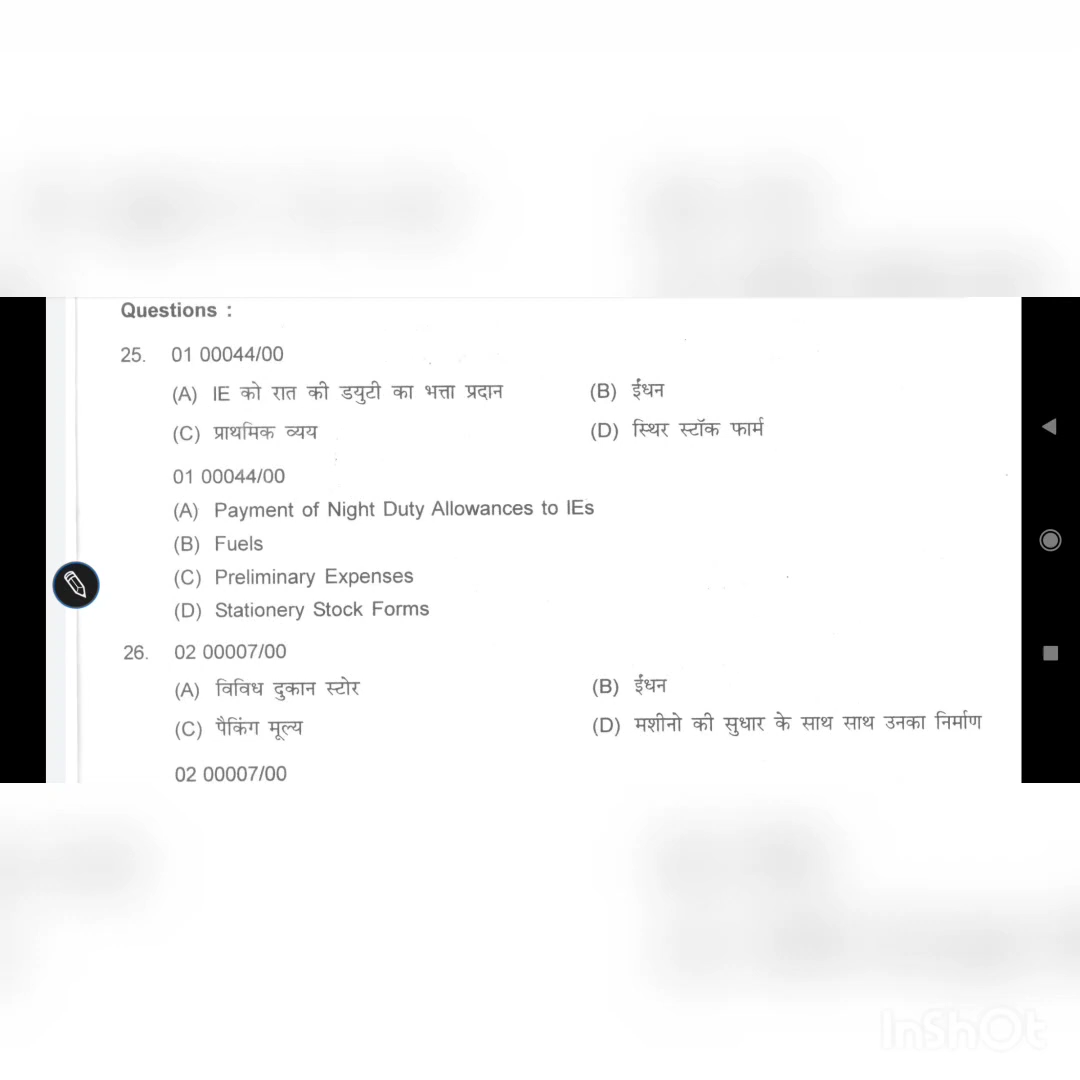 Questions :
25. 01 00044/00
(A) IE को रात की डयुटी का भत्ता प्रदान (B) ईंधन
(C) प्राथमिक व्यय (D) स्थिर स्टॉक फार्म
01 00044/00
(A) Payment of Night Duty Allowances to IEs
(B) Fuels
(C) Preliminary Expenses
(D) Stationery Stock Forms
26. 02 00007/00
(A) विविध दुकान स्टोर (B) ईंधन
(C) पैकिंग मूल्य (D) मशीनो की सुधार के साथ साथ उनका निर्माण
02 00007/00
InShOt